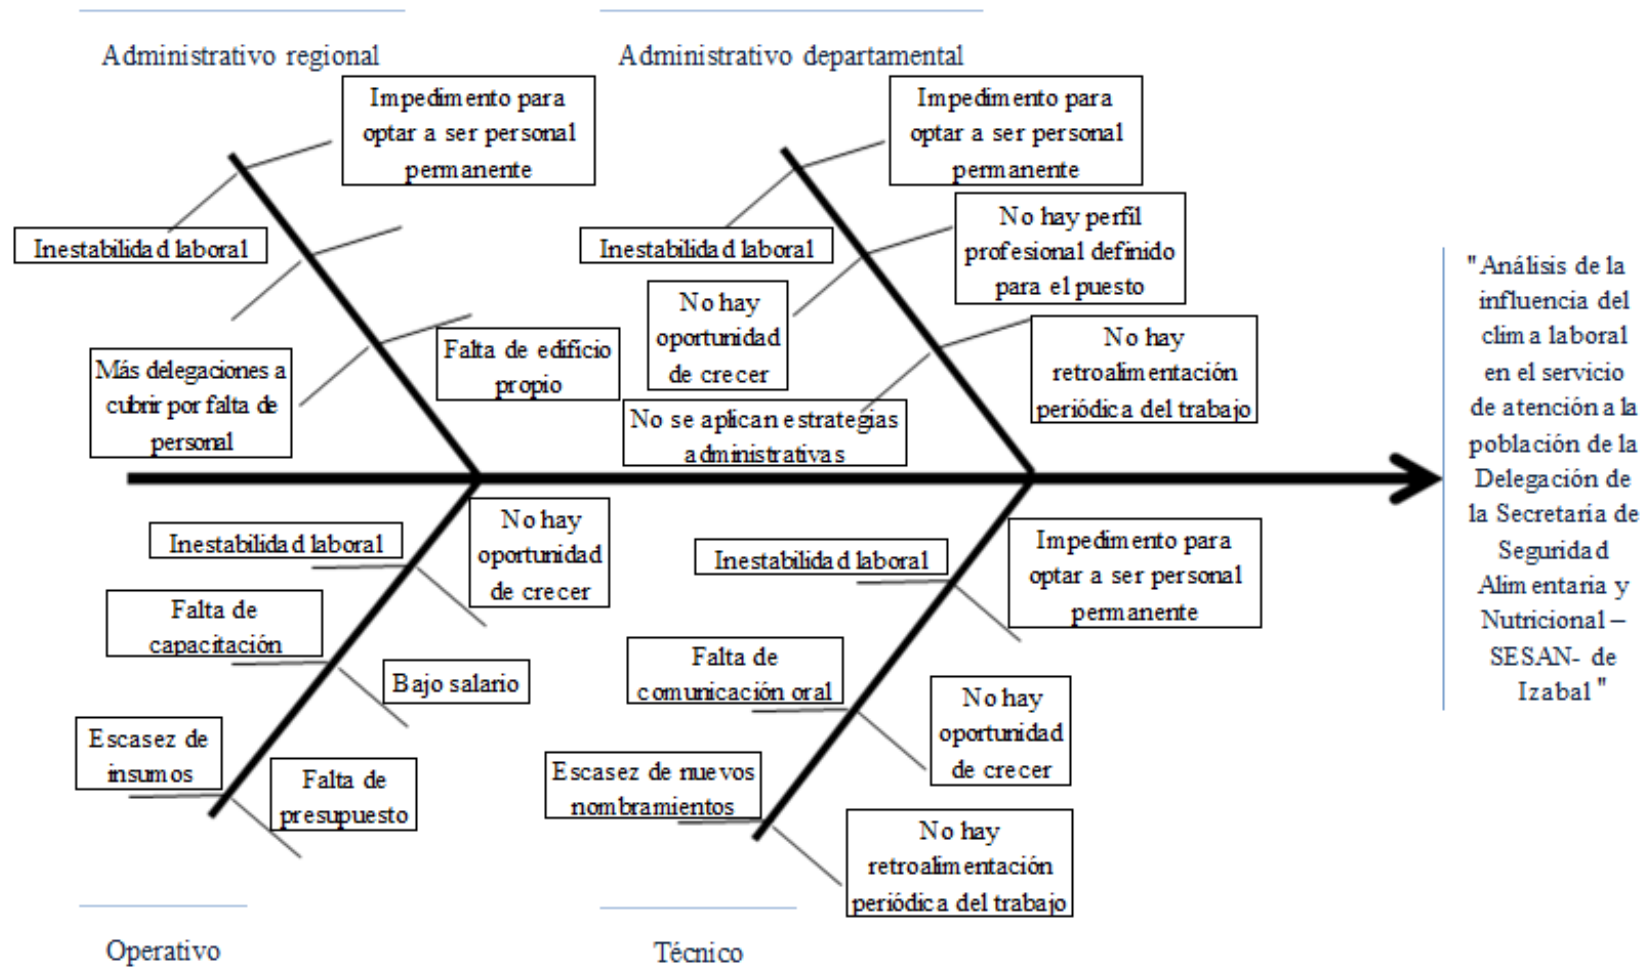 Administrativo regional
Administrativo departamental
Impedimento para
optar a ser personal
permanente
Inestabilidad laboral
Más delegaciones a
cubrir por falta de
personal
Falta de edificio
propio
Impedimento para
optar a ser personal
permanente
Inestabilidad laboral
No hay perfil
profesional definido
para el puesto
No hay
oportunidad
de crecer
No hay
retroalimentación
periódica del trabajo
No se aplican estrategias
administrativas
"Análisis de la
influencia del
clima laboral
en el servicio
de atención a la
población de la
Delegación de
la Secretaría de
Seguridad
Alimentaria y
Nutricional –
SESAN- de
Izabal"
Inestabilidad laboral
No hay
oportunidad
de crecer
Falta de
capacitación
Bajo salario
Escasez de
insumos
Falta de
presupuesto
Inestabilidad laboral
Impedimento para
optar a ser personal
permanente
Falta de
comunicación oral
No hay
oportunidad
de crecer
Escasez de nuevos
nombramientos
No hay
retroalimentación
periódica del trabajo
Operativo
Técnico